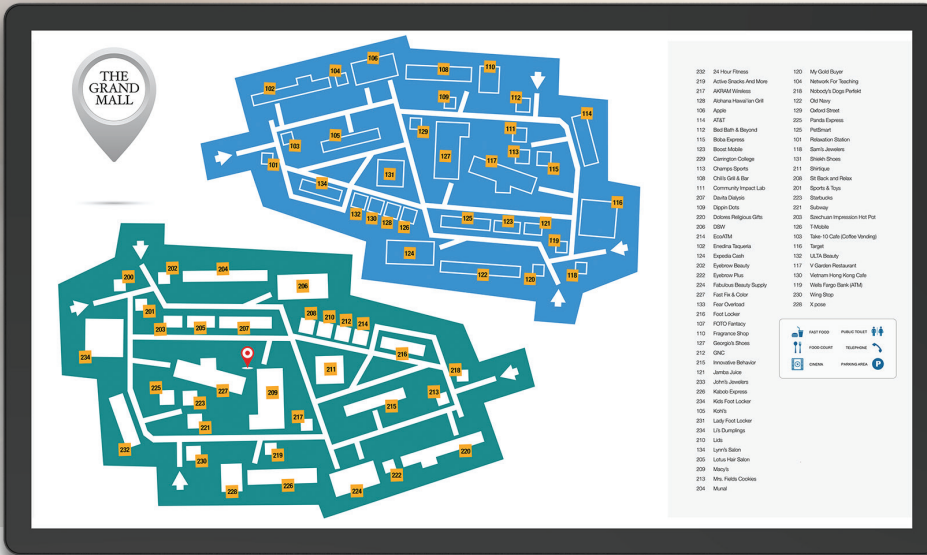 THE
GRAND
MALL
106
104
108
110
102
109
112
114
129
111
105
103
127
113
117
115
101
131
134
116
132
130
128
126
125
123
121
119
124
122
120
118
200
202
204
206
201
203
205
207
208
210
212
214
216
234
211
218
225
227
223
209
213
215
221
217
232
230
219
220
222
228
226
224
232 24 Hour Fitness
219 Active Snacks And More
217 AKRAM Wireless
128 Alohana Hawai'ian Grill
106 Apple
114 AT&T
112 Bed Bath & Beyond
115 Boba Express
123 Boost Mobile
229 Carrington College
113 Champs Sports
108 Chili's Grill & Bar
111 Community Impact Lab
207 Davita Dialysis
109 Dippin Dots
220 Dolores Religious Gifts
206 DSW
214 EcoATM
102 Enedina Taqueria
124 Expedia Cash
202 Eyebrow Beauty
222 Eyebrow Plus
224 Fabulous Beauty Supply
227 Fast Fix & Color
133 Fear Overload
216 Foot Locker
107 FOTO Fantacy
110 Fragrance Shop
127 Georgio's Shoes
212 GNC
215 Innovative Behavior
121 Jamba Juice
233 John's Jewelers
226 Kabob Express
234 Kids Foot Locker
105 Kohl's
231 Lady Foot Locker
234 Li's Dumplings
210 Lids
134 Lynn's Salon
205 Lotus Hair Salon
209 Macy's
213 Mrs. Fields Cookies
204 Munal
120 My Gold Buyer
104 Network For Teaching
218 Nobody's Dogs Perfekt
122 Old Navy
129 Oxford Street
225 Panda Express
125 PetSmart
101 Relaxation Station
118 Sam's Jewelers
131 Shiekh Shoes
211 Shirtique
208 Sit Back and Relax
201 Sports & Toys
223 Starbucks
221 Subway
203 Szechuan Impression Hot Pot
126 T-Mobile
103 Take-10 Cafe (Coffee Vending)
116 Target
132 ULTA Beauty
117 V Garden Restaurant
130 Vietnam Hong Kong Cafe
119 Wells Fargo Bank (ATM)
230 Wing Stop
228 X pose
FAST FOOD PUBLIC TOILET
FOOD COURT TELEPHONE
CINEMA PARKING AREA P